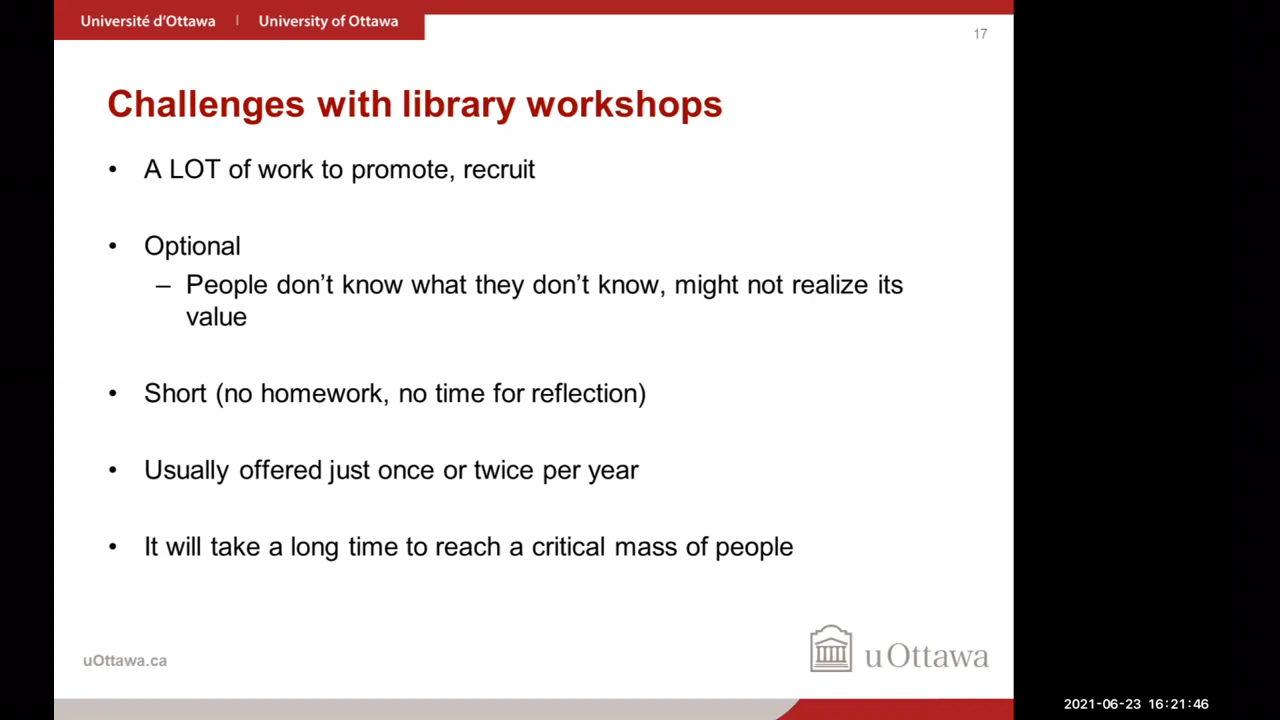 Université d'Ottawa | University of Ottawa
17
Challenges with library workshops
• A LOT of work to promote, recruit
• Optional
– People don’t know what they don’t know, might not realize its
value
• Short (no homework, no time for reflection)
• Usually offered just once or twice per year
• It will take a long time to reach a critical mass of people
uOttawa.ca
uOttawa
2021-06-23 16:21:46